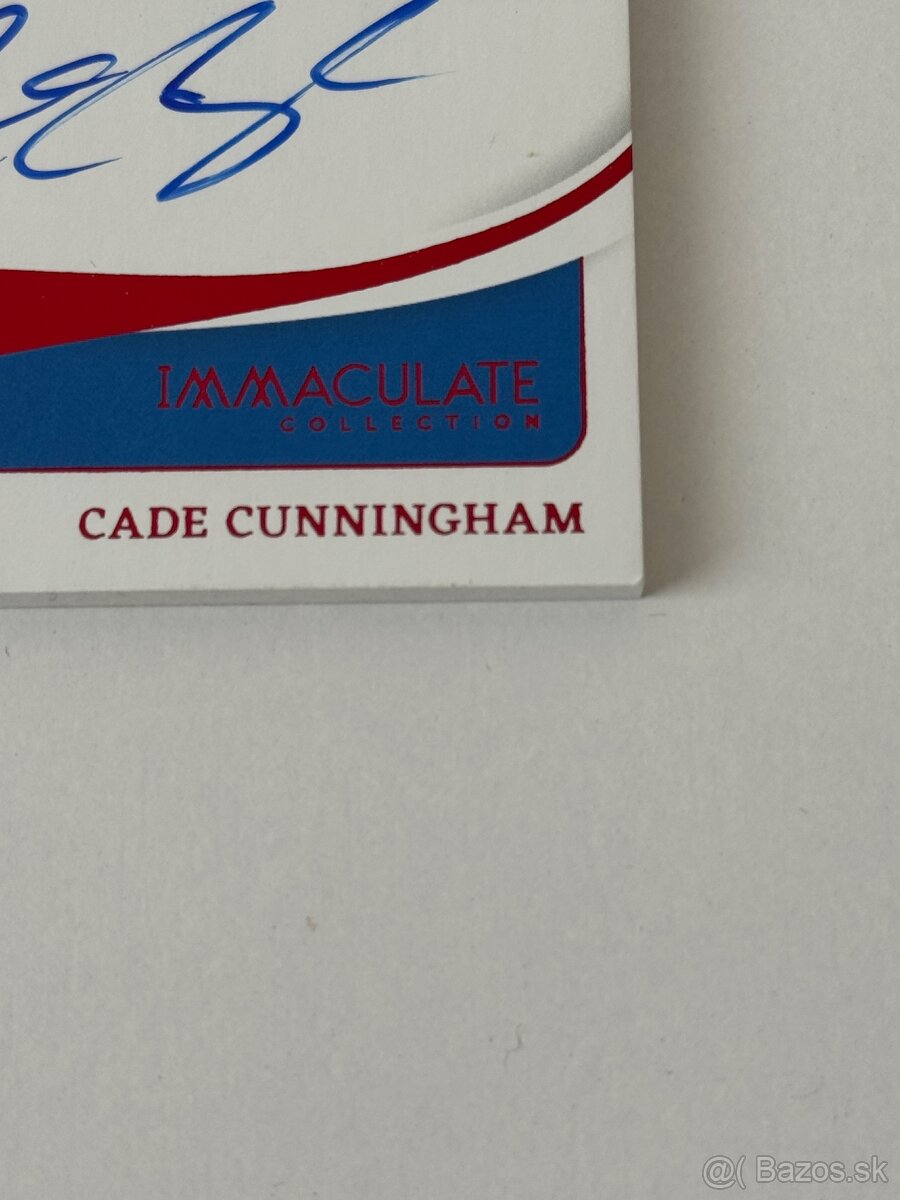 IMMACULATE
COLLECTION
CADE CUNNINGHAM
@( Bazos.sk